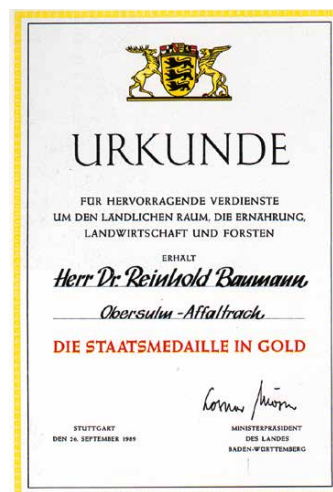 URKUNDE
FÜR HERVORRAGENDE VERDIENSTE
UM DEN LÄNDLICHEN RAUM, DIE ERNÄHRUNG,
LANDWIRTSCHAFT UND FORSTEN
ERHÄLT
Herr Dr. Reinhold Baumann
Obersulm - Affaltrach
DIE STAATSMEDAILLE IN GOLD
STUTTGART
DEN 26. SEPTEMBER 1989
MINISTERPRÄSIDENT
DES LANDES
BADEN-WÜRTTEMBERG